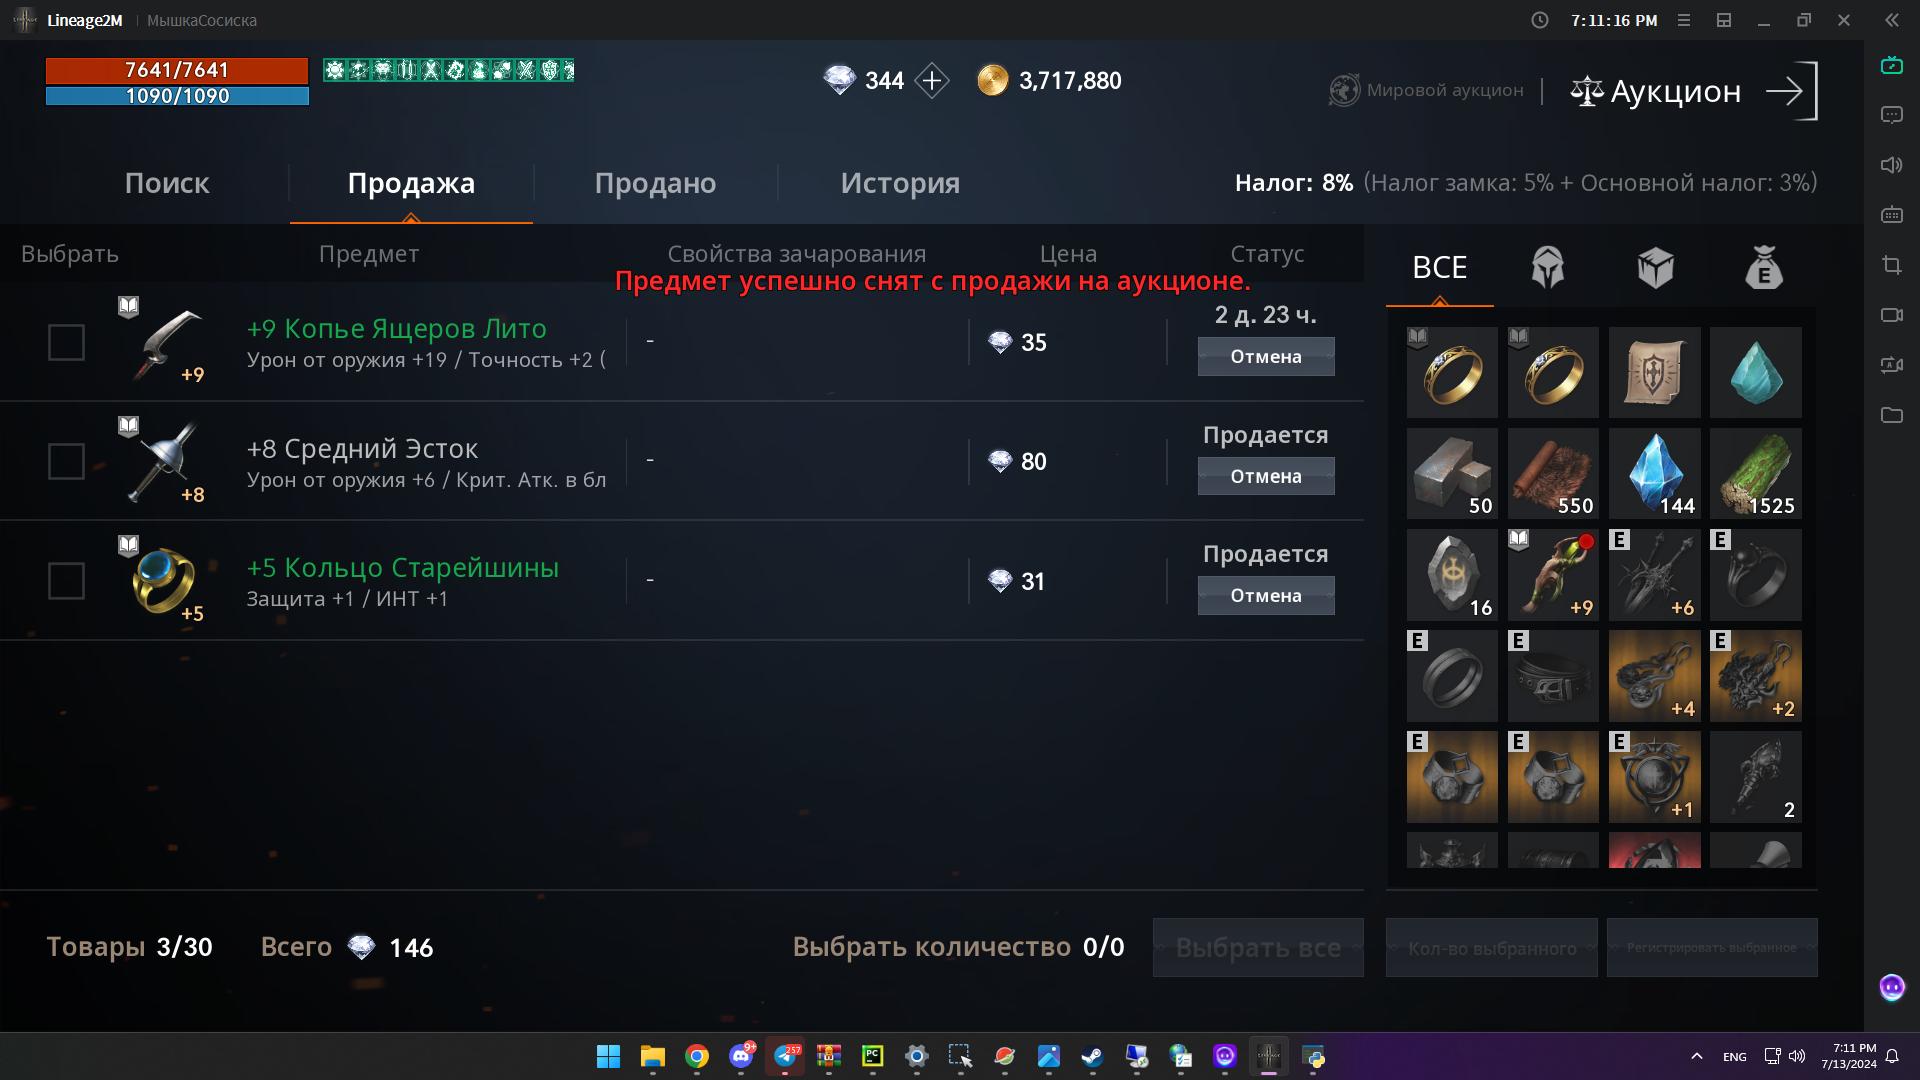 Lineage2M
МышкаСосиска
7:11:16 PM
7641/7641
1090/1090
344
3,717,880
Мировой аукцион
Аукцион
Поиск
Продажа
Продано
История
Налог: 8% (Налог замка: 5% + Основной налог: 3%)
Выбрать
Предмет
Свойства зачарования
Цена
Статус
Предмет успешно снят с продажи на аукционе.
ВСЕ
E
+9
+9 Копье Ящеров Лито
Урон от оружия +19 / Точность +2 (
-
35
2 д. 23 ч.
Отмена
+8
+8 Средний Эсток
Урон от оружия +6 / Крит. Атк. в бл
-
80
Продается
Отмена
+5
+5 Кольцо Старейшины
Защита +1 / ИНТ +1
-
31
Продается
Отмена
50
550
144
1525
16
+9
E
+6
E
E
E
+4
E
+2
E
E
E
+1
2
Товары 3/30
Всего 146
Выбрать количество 0/0
Выбрать все
Кол-во выбранного
Регистрировать выбранное
9+
257
PC
ENG
7:11 PM
7/13/2024